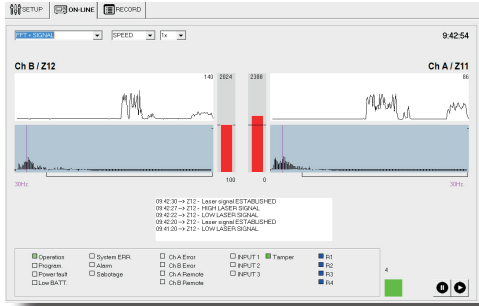 SETUP ON-LINE RECORD
FFT + SIGNAL SPEED 1x 9:42:54
Ch B / Z12 Ch A / Z11
140 2024 2388 86
100 0
30Hz 30Hz
09:42:30 -> Z12 - Laser signal ESTABLISHED
09:42:27 -> Z12 - HIGH LASER SIGNAL
09:42:22 -> Z12 - LOW LASER SIGNAL
09:42:20 -> Z12 - Laser signal ESTABLISHED
09:41:20 -> Z12 - LOW LASER SIGNAL
Operation System ERR Ch A Error INPUT 1 Tamper R1
Program. Alarm Ch B Error INPUT 2 R2
Power fault Sabotage Ch A Remote INPUT 3 R3
Low BATT. Ch B Remote R4
4